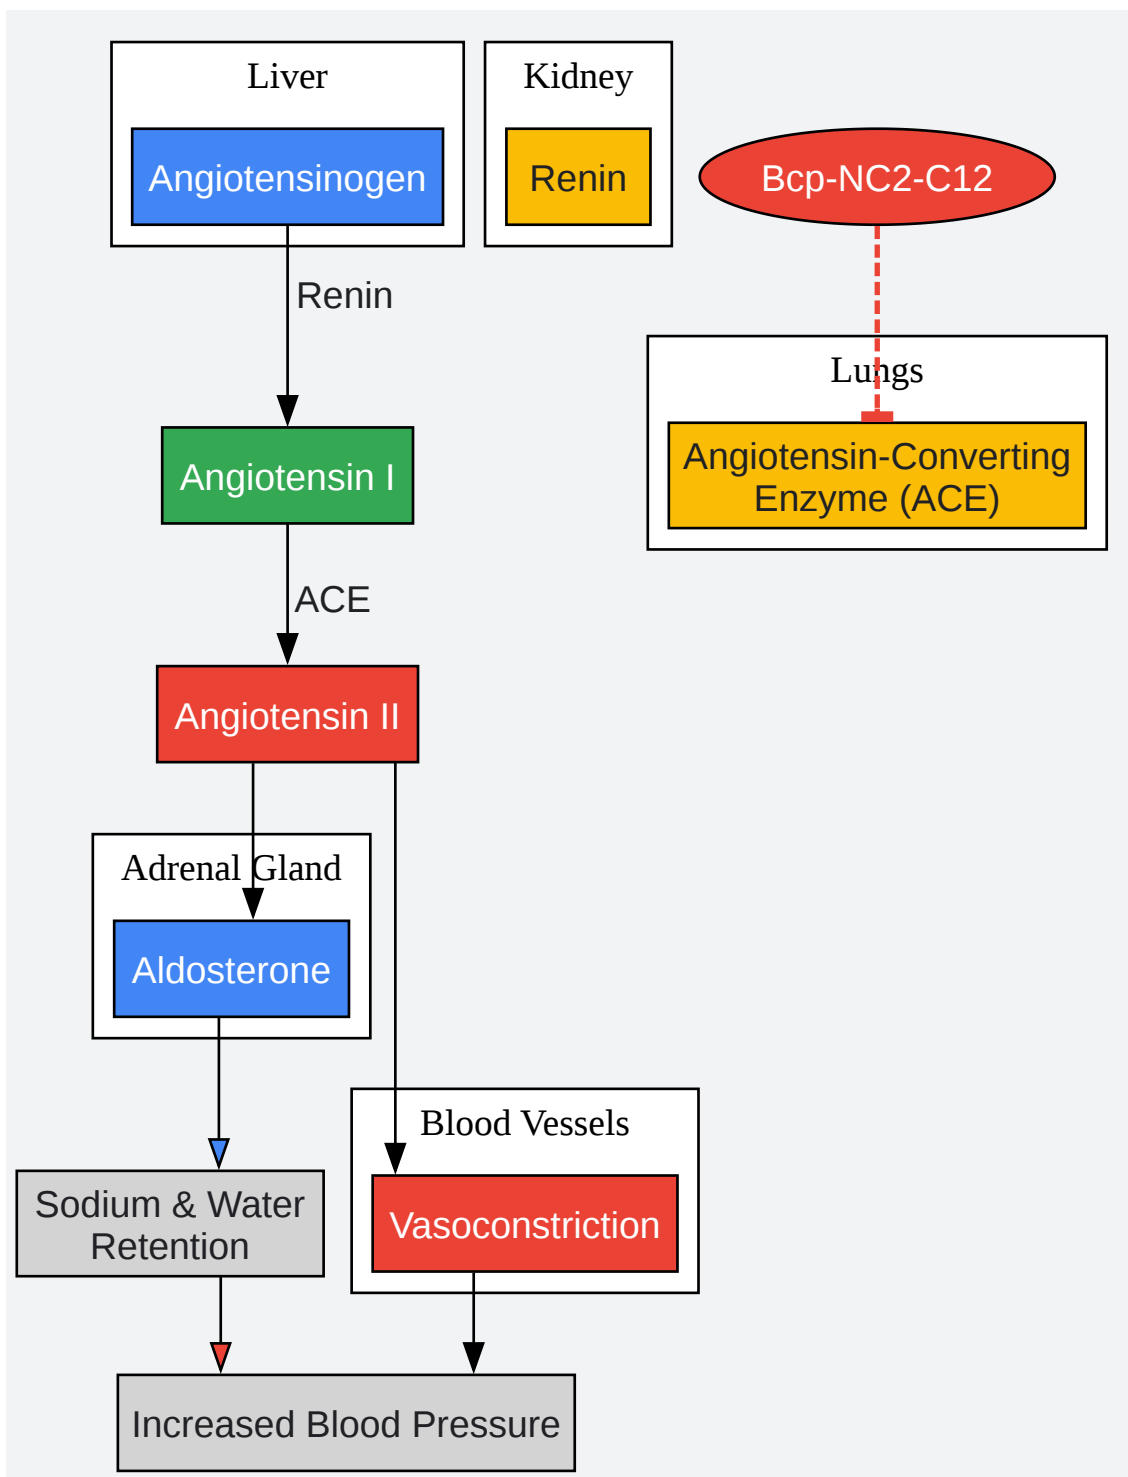 Liver
Kidney
Angiotensinogen
Renin
Bcp-NC2-C12
Renin
Lungs
Angiotensin-Converting
Enzyme (ACE)
Angiotensin I
ACE
Angiotensin II
Adrenal Gland
Aldosterone
Blood Vessels
Sodium & Water
Retention
Vasoconstriction
Increased Blood Pressure